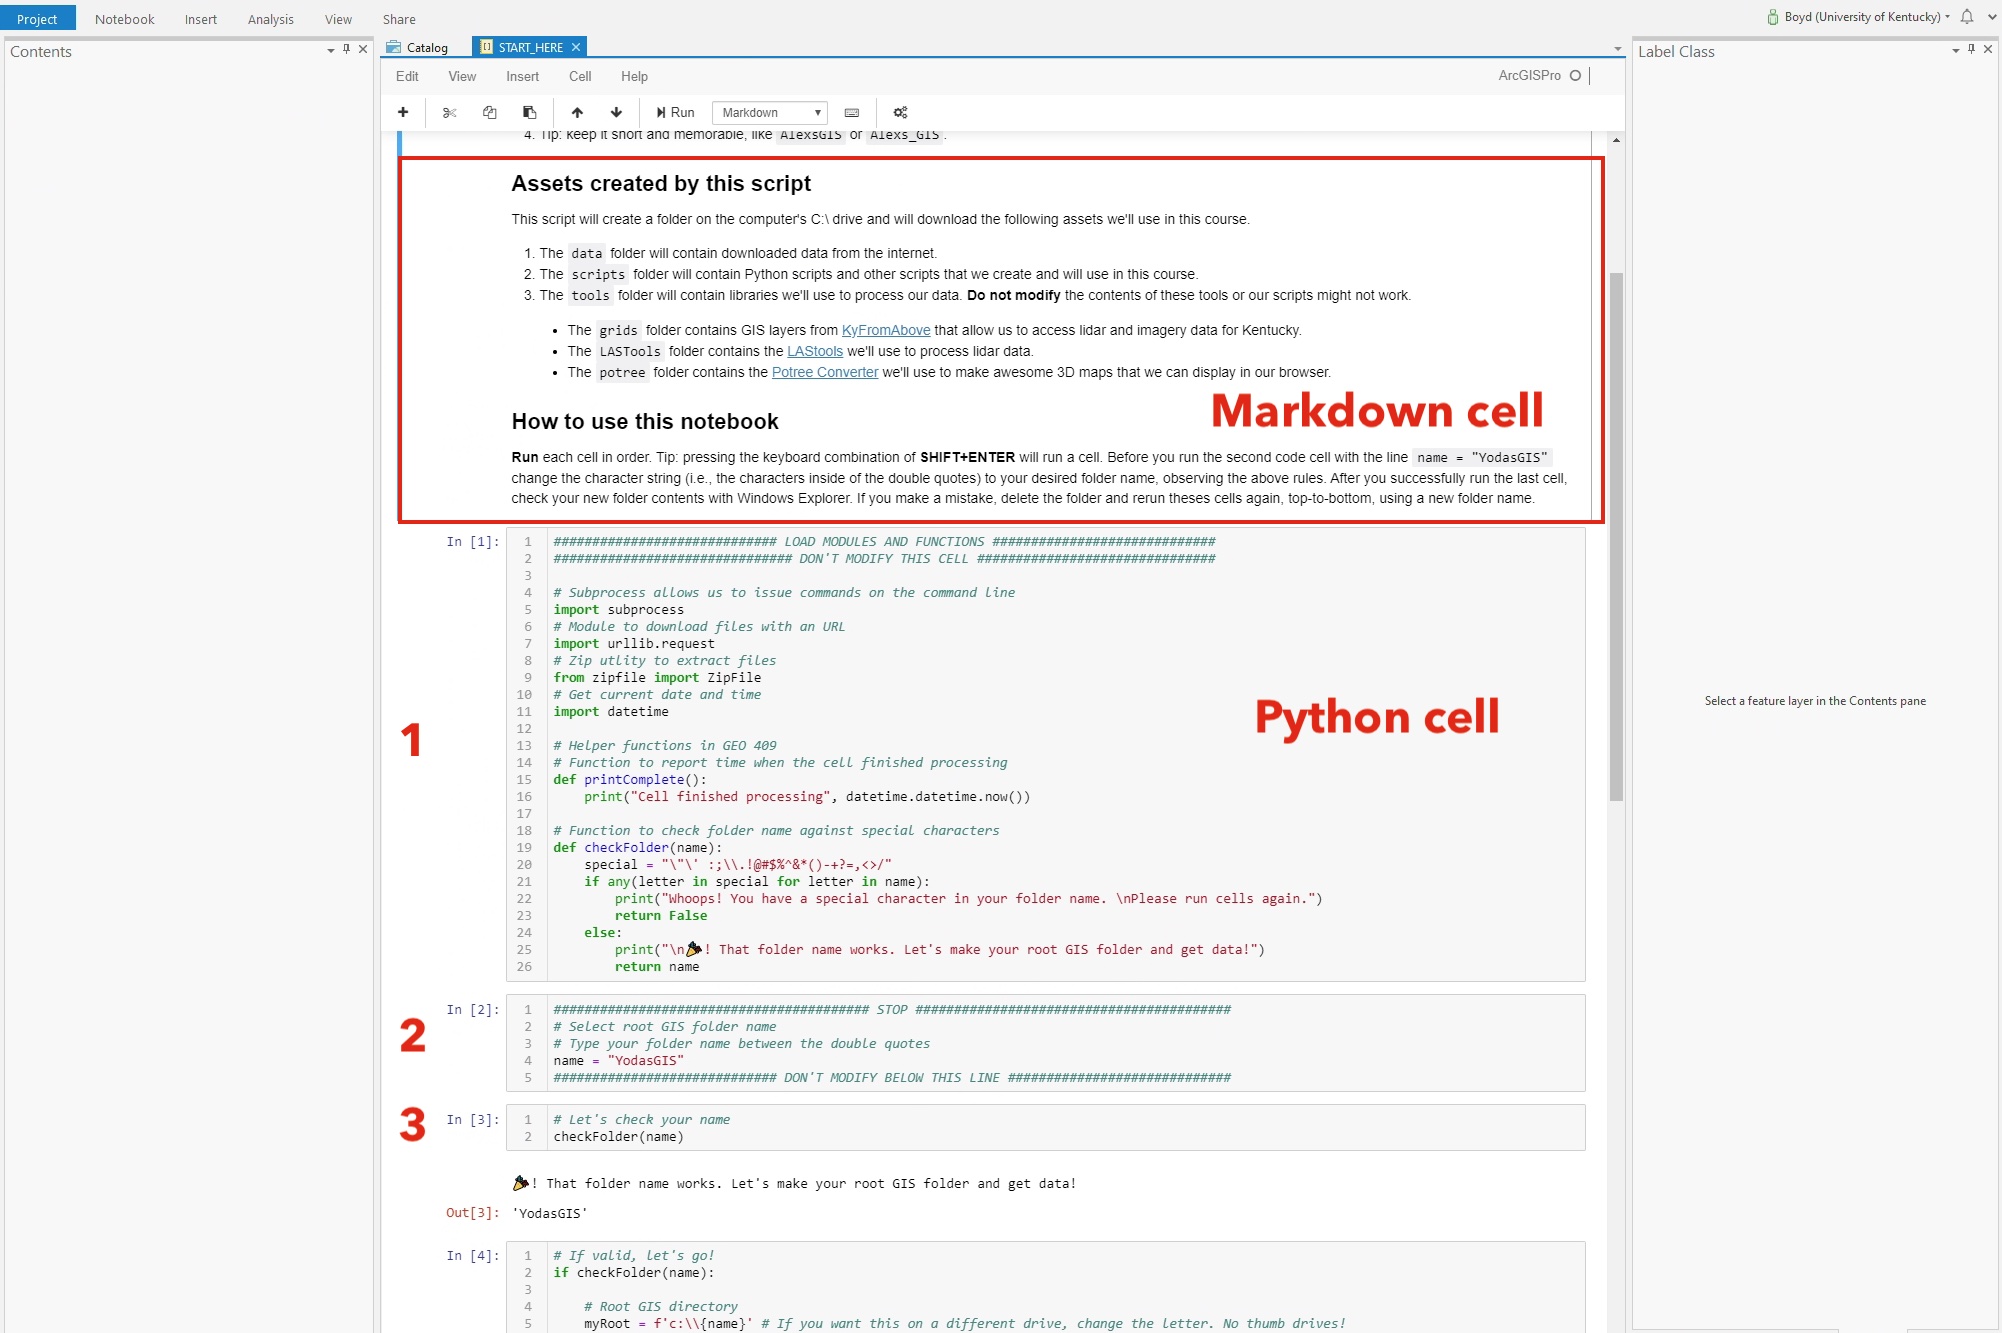 Project Notebook Insert Analysis View Share Boyd (University of Kentucky)
Contents
Catalog START_HERE
Label Class
Edit View Insert Cell Help ArcGISPro
Run Markdown
4. Tip: keep it short and memorable, like AlexsGIS or Alexs_GIS.
Assets created by this script
This script will create a folder on the computer's C:\ drive and will download the following assets we'll use in this course.
1. The data folder will contain downloaded data from the internet.
2. The scripts folder will contain Python scripts and other scripts that we create and will use in this course.
3. The tools folder will contain libraries we'll use to process our data. Do not modify the contents of these tools or our scripts might not work.
• The grids folder contains GIS layers from KyFromAbove that allow us to access lidar and imagery data for Kentucky.
• The LASTools folder contains the LAStools we'll use to process lidar data.
• The potree folder contains the Potree Converter we'll use to make awesome 3D maps that we can display in our browser.
Markdown cell
How to use this notebook
Run each cell in order. Tip: pressing the keyboard combination of SHIFT+ENTER will run a cell. Before you run the second code cell with the line name = "YodasGIS"
change the character string (i.e., the characters inside of the double quotes) to your desired folder name, observing the above rules. After you successfully run the last cell,
check your new folder contents with Windows Explorer. If you make a mistake, delete the folder and rerun theses cells again, top-to-bottom, using a new folder name.
In [1]:
1 ############################# LOAD MODULES AND FUNCTIONS #############################
2 ############################### DON'T MODIFY THIS CELL ###############################
3
4 # Subprocess allows us to issue commands on the command line
5 import subprocess
6 # Module to download files with an URL
7 import urllib.request
8 # Zip utlity to extract files
9 from zipfile import ZipFile
10 # Get current date and time
11 import datetime
12
13 # Helper functions in GEO 409
14 # Function to report time when the cell finished processing
15 def printComplete():
16     print("Cell finished processing", datetime.datetime.now())
17
18 # Function to check folder name against special characters
19 def checkFolder(name):
20     special = "\"\' :;\\.!@#$%^&*()-+?=,<>/"
21     if any(letter in special for letter in name):
22         print("Whoops! You have a special character in your folder name. \nPlease run cells again.")
23         return False
24     else:
25         print("\n🎉! That folder name works. Let's make your root GIS folder and get data!")
26         return name
Python cell
1
Select a feature layer in the Contents pane
2
In [2]:
1 ######################################### STOP #########################################
2 # Select root GIS folder name
3 # Type your folder name between the double quotes
4 name = "YodasGIS"
5 ############################# DON'T MODIFY BELOW THIS LINE #############################
3
In [3]:
1 # Let's check your name
2 checkFolder(name)
🎉! That folder name works. Let's make your root GIS folder and get data!
Out[3]: 'YodasGIS'
In [4]:
1 # If valid, let's go!
2 if checkFolder(name):
3
4     # Root GIS directory
5     myRoot = f'c:\\{name}' # If you want this on a different drive, change the letter. No thumb drives!